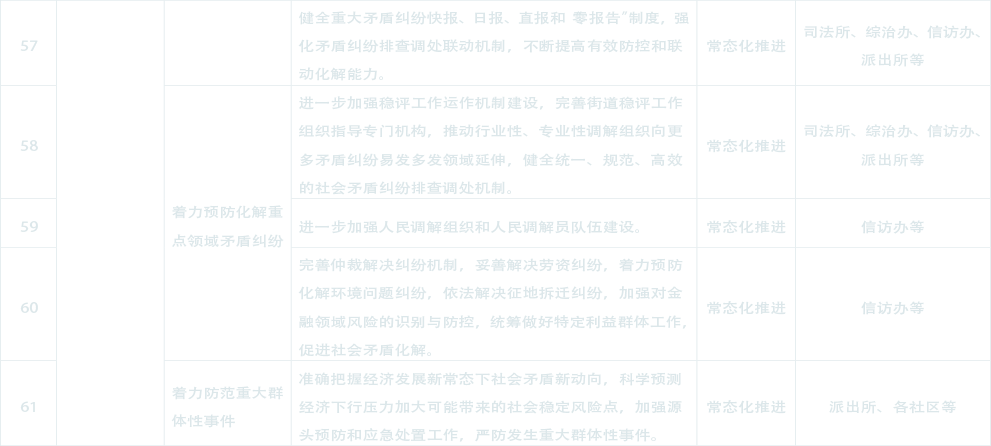 57
健全重大矛盾纠纷快报、日报、直报和“零报告”制度，强
化矛盾纠纷排查调处联动机制，不断提高有效防控和联
动化解能力。
常态化推进
司法所、综治办、信访办、
派出所等
58
着力预防化解重
点领域矛盾纠纷
进一步加强稳评工作运作机制建设，完善街道稳评工作
组织指导专门机构，推动行业性、专业性调解组织向更
多矛盾纠纷易发多发领域延伸，健全统一、规范、高效
的社会矛盾纠纷排查调处机制。
常态化推进
司法所、综治办、信访办、
派出所等
59
进一步加强人民调解组织和人民调解员队伍建设。
常态化推进
信访办等
60
完善仲裁解决纠纷机制，妥善解决劳资纠纷，着力预防
化解环境问题纠纷，依法解决征地拆迁纠纷，加强对金
融领域风险的识别与防控，统筹做好特定利益群体工作，
促进社会矛盾化解。
常态化推进
信访办等
61
着力防范重大群
体性事件
准确把握经济发展新常态下社会矛盾新动向，科学预测
经济下行压力加大可能带来的社会稳定风险点，加强源
头预防和应急处置工作，严防发生重大群体性事件。
常态化推进
派出所、各社区等